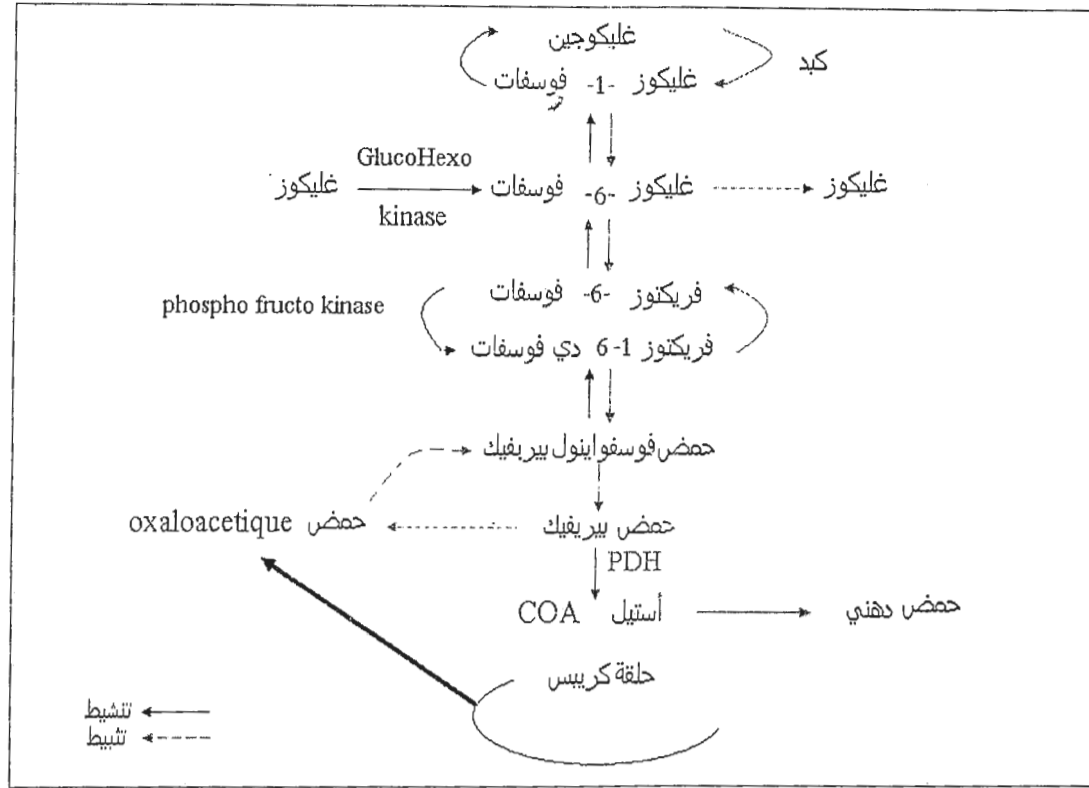 غليكوجين
كبد
غليكوز -1- فوسفات
GlucoHexo
غليكوز
غليكوز -6- فوسفات
غليكوز
kinase
فريكتوز -6- فوسفات
phospho fructo kinase
فريكتوز 1-6 دي فوسفات
حمض فوسفواينول بيريفيك
حمض oxaloacetique
حمض بيريفيك
PDH
أستيل COA
حمض دهني
حلقة كريبس
تنشيط
تثبيط